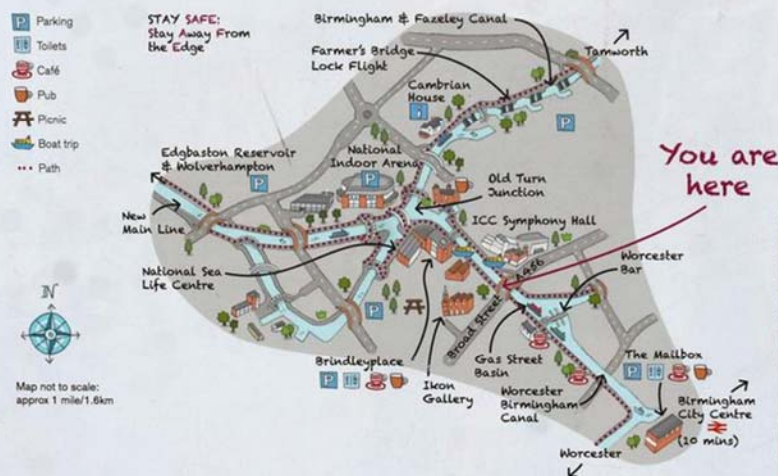 Parking
Toilets
Café
Pub
Picnic
Boat trip
Path
STAY SAFE:
Stay Away From
the Edge
Birmingham & Fazeley Canal
Farmer's Bridge
Lock Flight
Tamworth
Cambrian
House
Edgbaston Reservoir
& Wolverhampton
National
Indoor Arena
Old Turn
Junction
You are
here
New
Main Line
ICC Symphony Hall
National Sea
Life Centre
Worcester
Bar
Broad Street A456
N
Map not to scale:
approx 1 mile/1.6km
Brindleyplace
Ikon
Gallery
Gas Street
Basin
The Mailbox
Worcester
Birmingham
Canal
Birmingham
City Centre
(10 mins)
Worcester
P
P
P
P
P
P
P
i